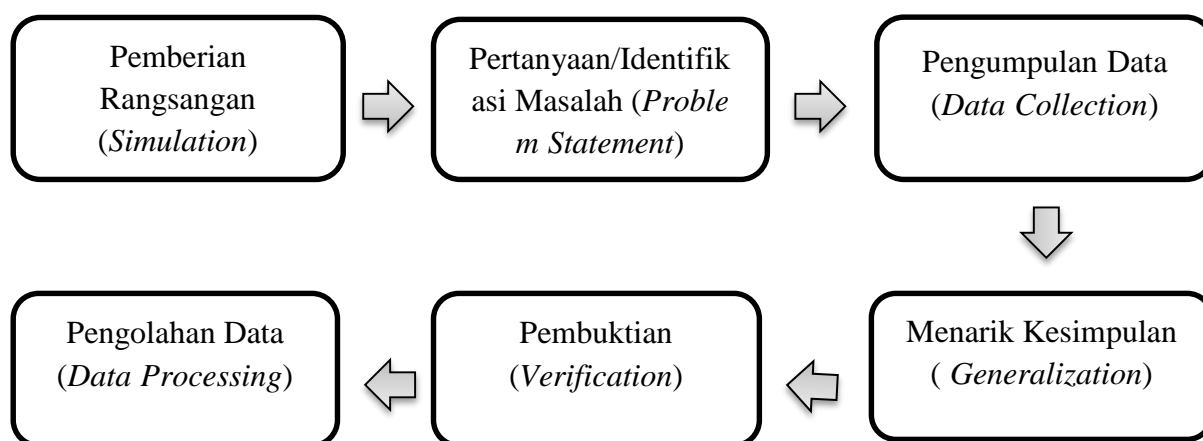 Pemberian
Rangsangan
(Simulation)
Pertanyaan/Identifik
asi Masalah (Proble
m Statement)
Pengumpulan Data
(Data Collection)
Menarik Kesimpulan
( Generalization)
Pembuktian
(Verification)
Pengolahan Data
(Data Processing)